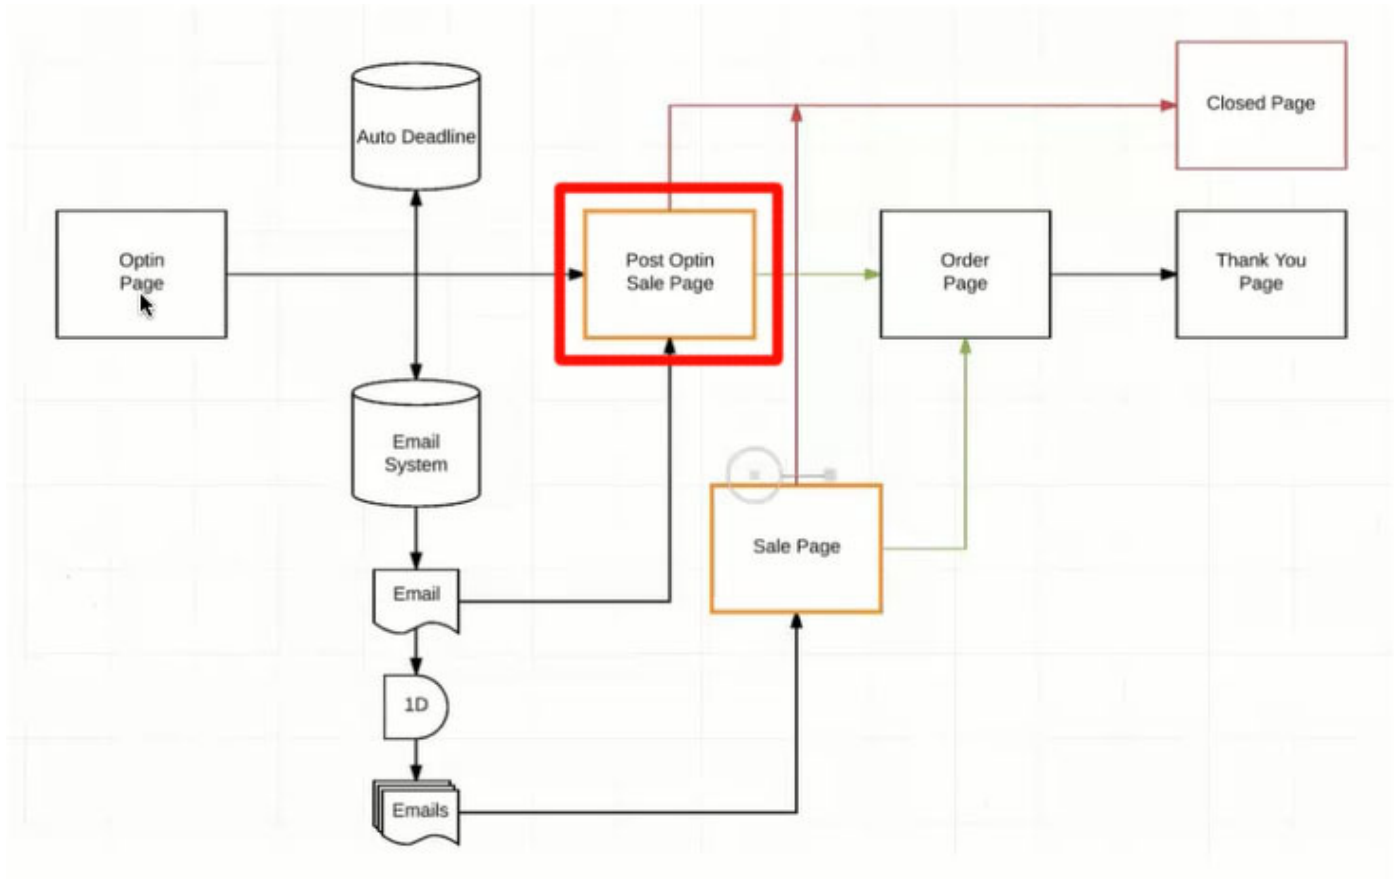 Closed Page
Auto Deadline
Optin
Page
Post Optin
Sale Page
Order
Page
Thank You
Page
Email
System
Sale Page
Email
1D
Emails